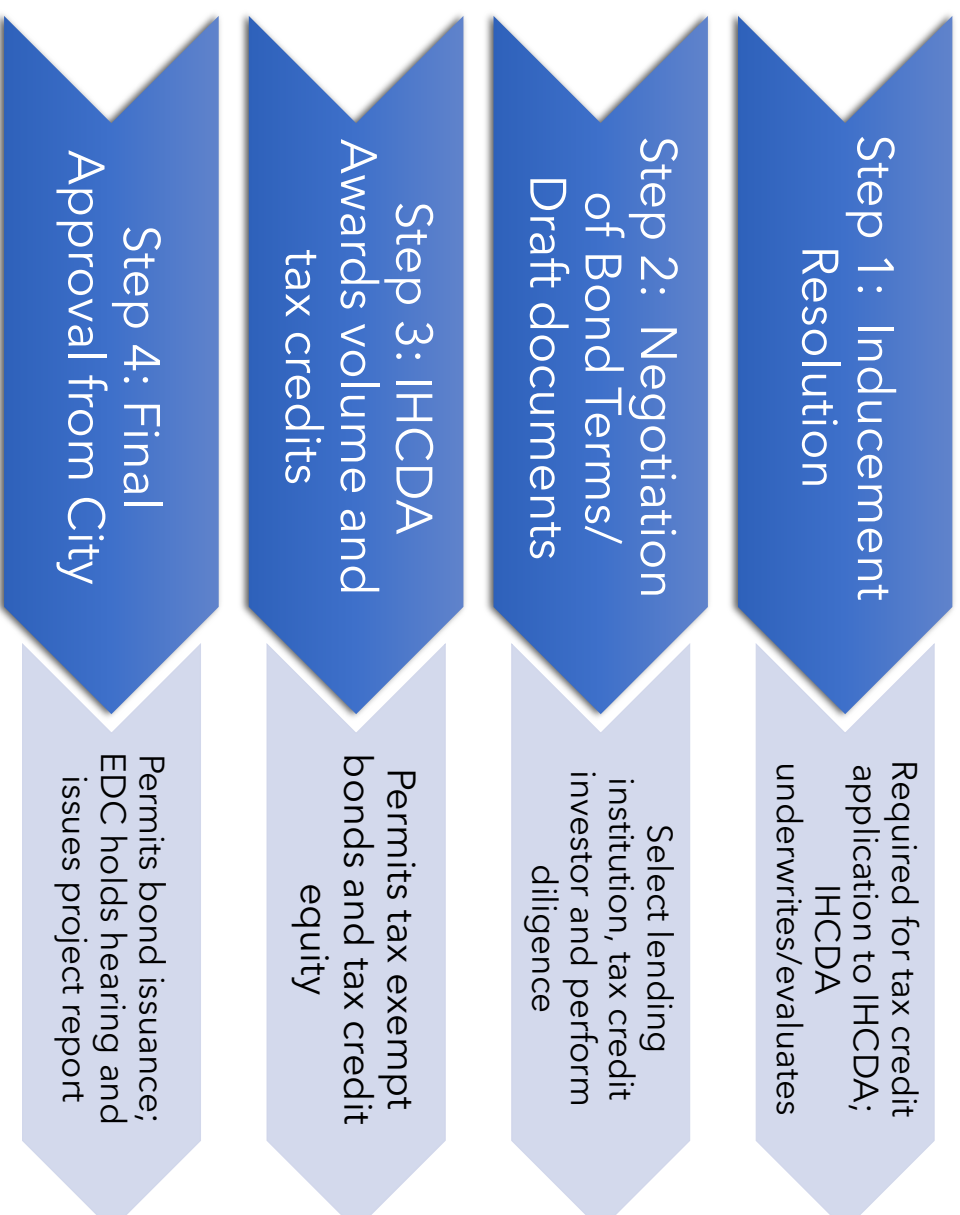 Step 1: Inducement
Resolution
Required for tax credit
application to IHCDA;
IHCDA
underwrites/evaluates
Step 2: Negotiation
of Bond Terms/
Draft documents
Select lending
institution, tax credit
investor and perform
diligence
Step 3: IHCDA
Awards volume and
tax credits
Permits tax exempt
bonds and tax credit
equity
Step 4: Final
Approval from City
Permits bond issuance;
EDC holds hearing and
issues project report